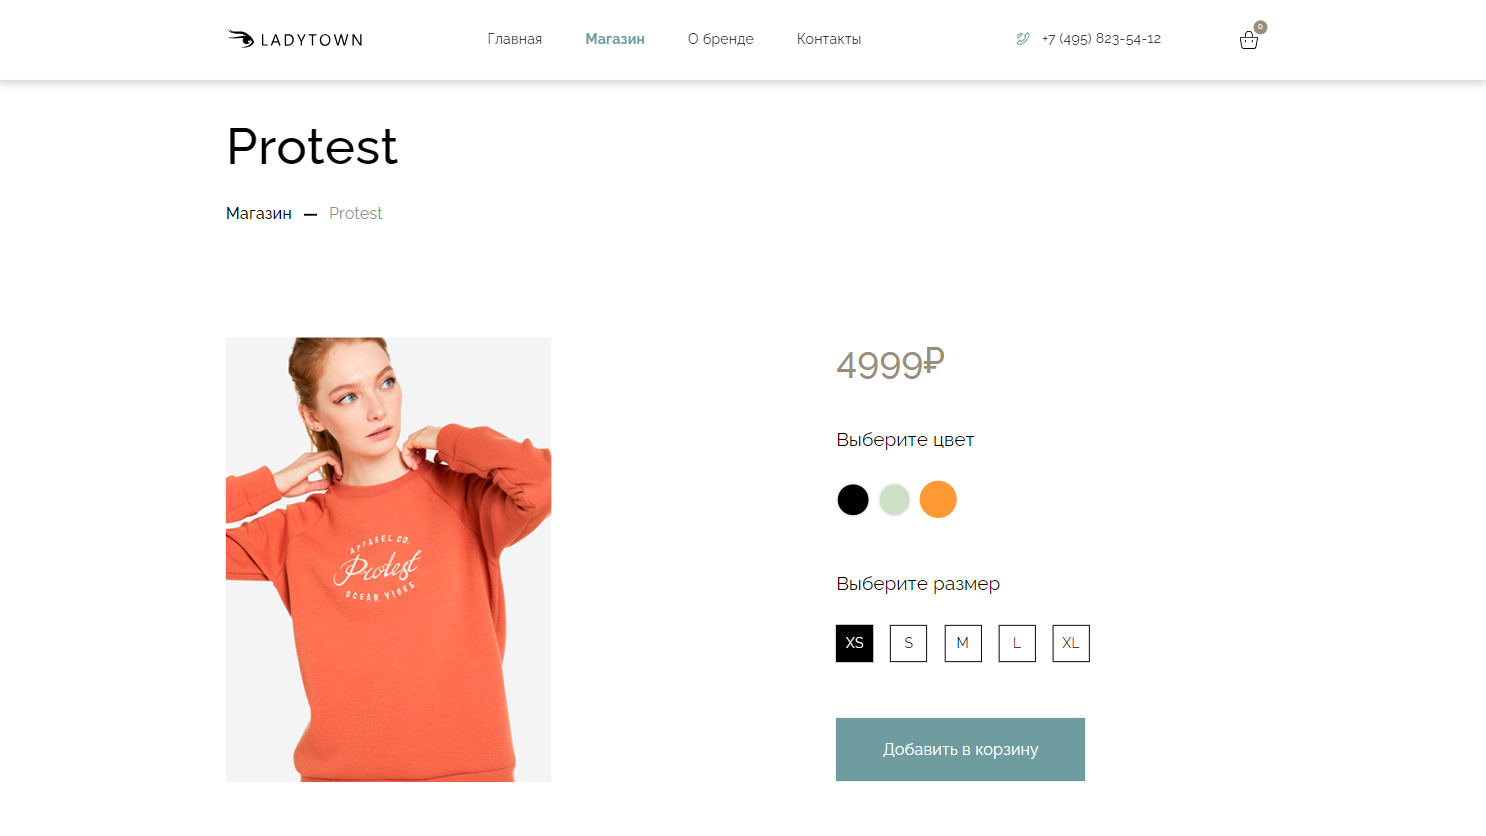 LADYTOWN
Главная Магазин О бренде Контакты +7 (495) 823-54-12 0
Protest
Магазин — Protest
APPAREL CO.
Protest
OCEAN VIBES
4999₽
Выберите цвет
Выберите размер
XS S M L XL
Добавить в корзину